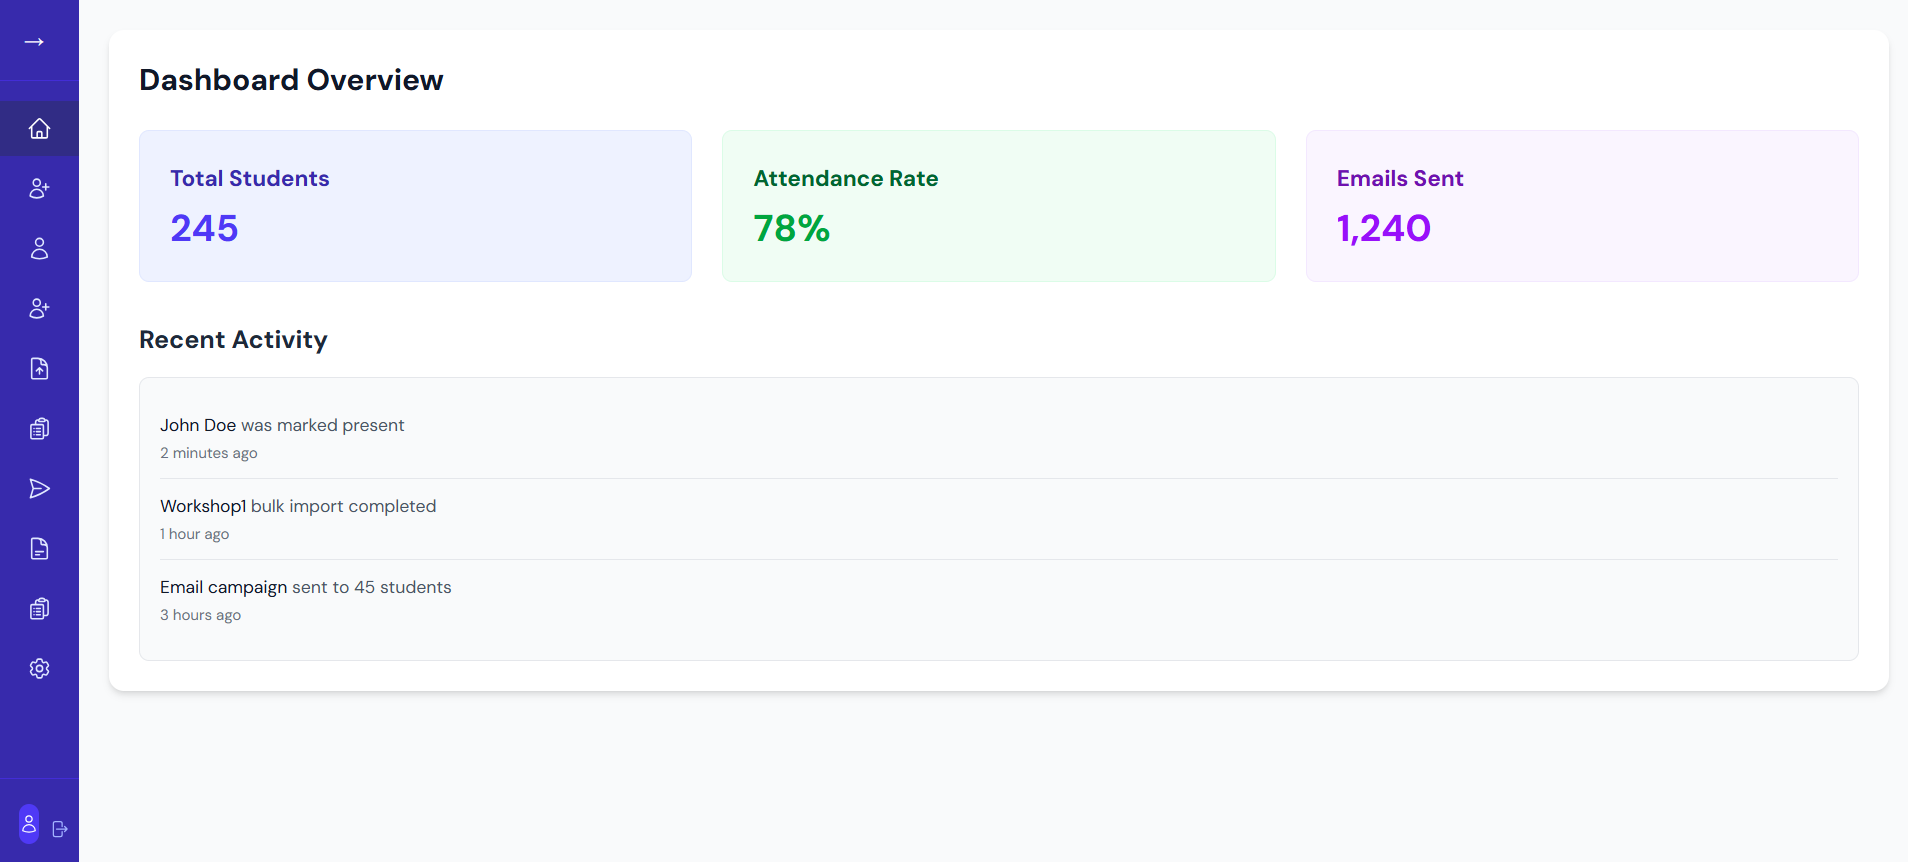 Dashboard Overview
Total Students
245
Attendance Rate
78%
Emails Sent
1,240
Recent Activity
John Doe was marked present
2 minutes ago
Workshop1 bulk import completed
1 hour ago
Email campaign sent to 45 students
3 hours ago